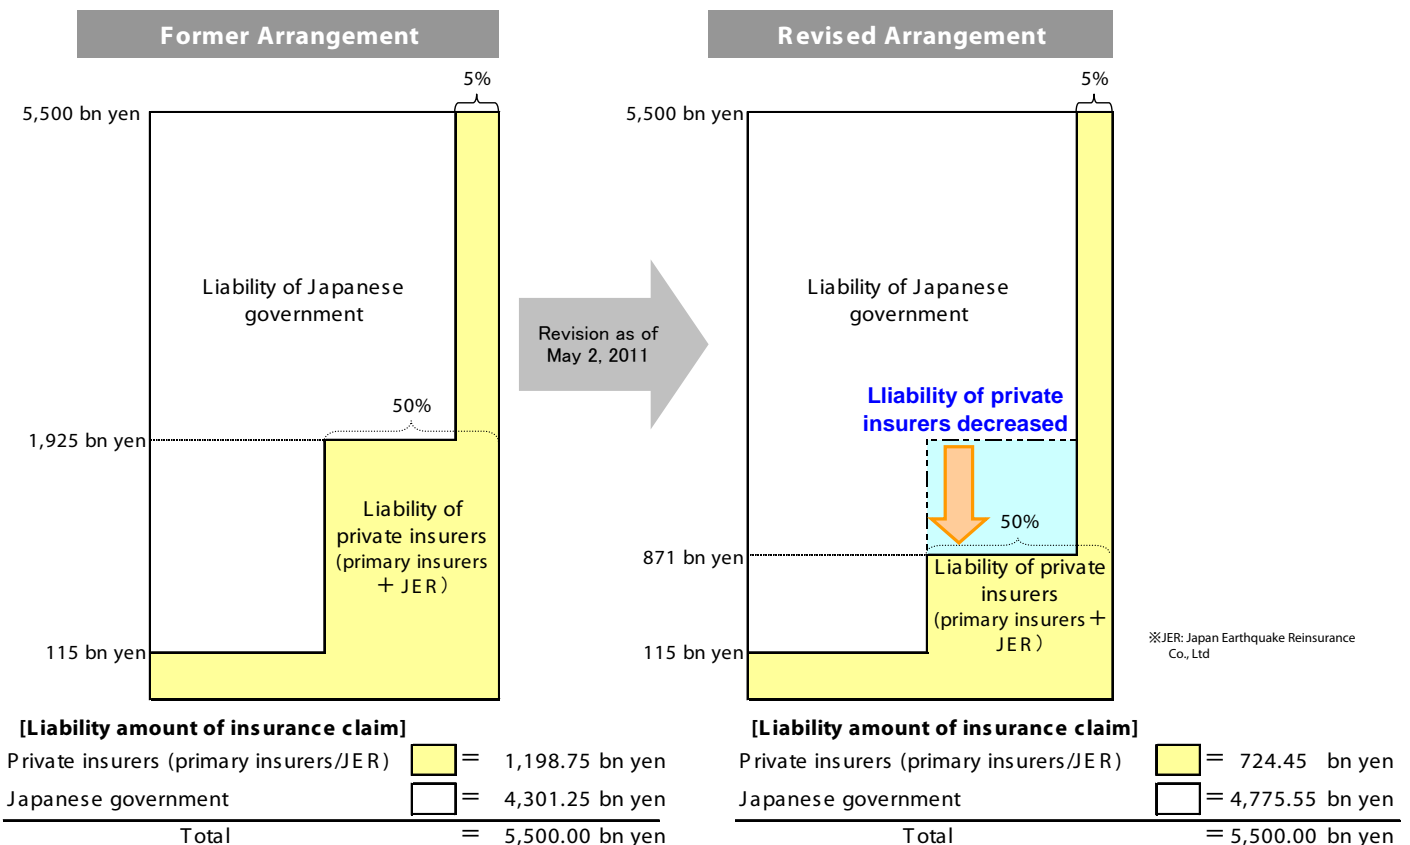 Former Arrangement
5%
5,500 bn yen
Liability of Japanese
government
50%
1,925 bn yen
Liability of
private insurers
(primary insurers
＋ JER）
115 bn yen
[Liability amount of insurance claim]
Private insurers (primary insurers/JER) ＝ 1,198.75 bn yen
Japanese government ＝ 4,301.25 bn yen
Total ＝ 5,500.00 bn yen
Revision as of
May 2, 2011
Revised Arrangement
5%
5,500 bn yen
Liability of Japanese
government
Lliability of private
insurers decreased
50%
871 bn yen
Liability of private
insurers
(primary insurers＋
JER）
115 bn yen
※JER: Japan Earthquake Reinsurance
Co., Ltd
[Liability amount of insurance claim]
Private insurers (primary insurers/JER) ＝ 724.45 bn yen
Japanese government ＝ 4,775.55 bn yen
Total ＝ 5,500.00 bn yen